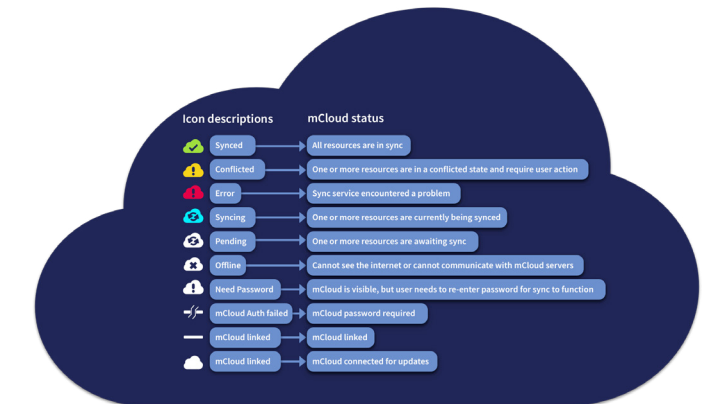 Icon descriptions mCloud status
Synced All resources are in sync
Conflicted One or more resources are in a conflicted state and require user action
Error Sync service encountered a problem
Syncing One or more resources are currently being synced
Pending One or more resources are awaiting sync
Offline Cannot see the internet or cannot communicate with mCloud servers
Need Password mCloud is visible, but user needs to re-enter password for sync to function
mCloud Auth failed mCloud password required
mCloud linked mCloud linked
mCloud linked mCloud connected for updates